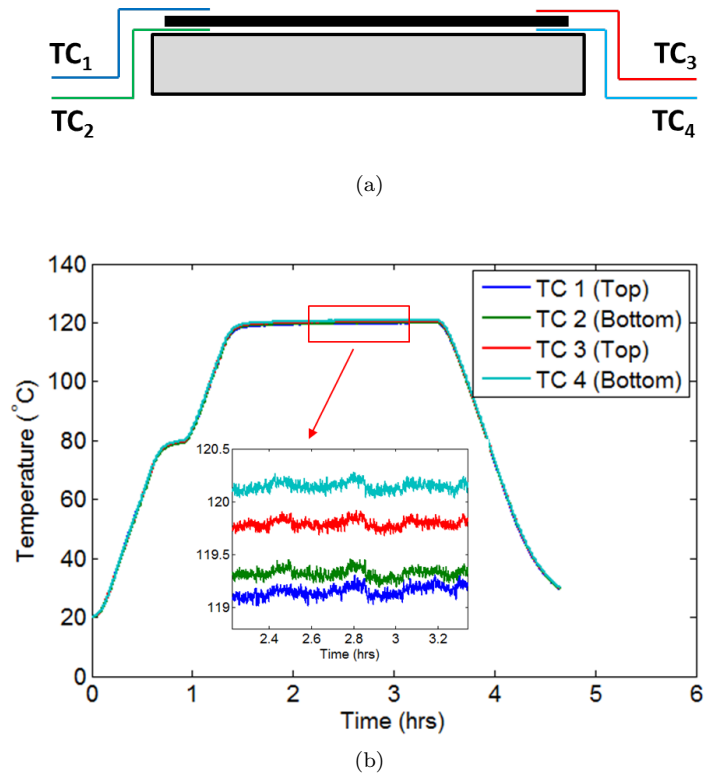 TC1
TC3
TC2
TC4
(a)
140
120
100
80
60
40
20
0
Temperature (°C)
TC 1 (Top)
TC 2 (Bottom)
TC 3 (Top)
TC 4 (Bottom)
120.5
120
119.5
119
2.4 2.6 2.8 3 3.2
Time (hrs)
0 1 2 3 4 5 6
Time (hrs)
(b)